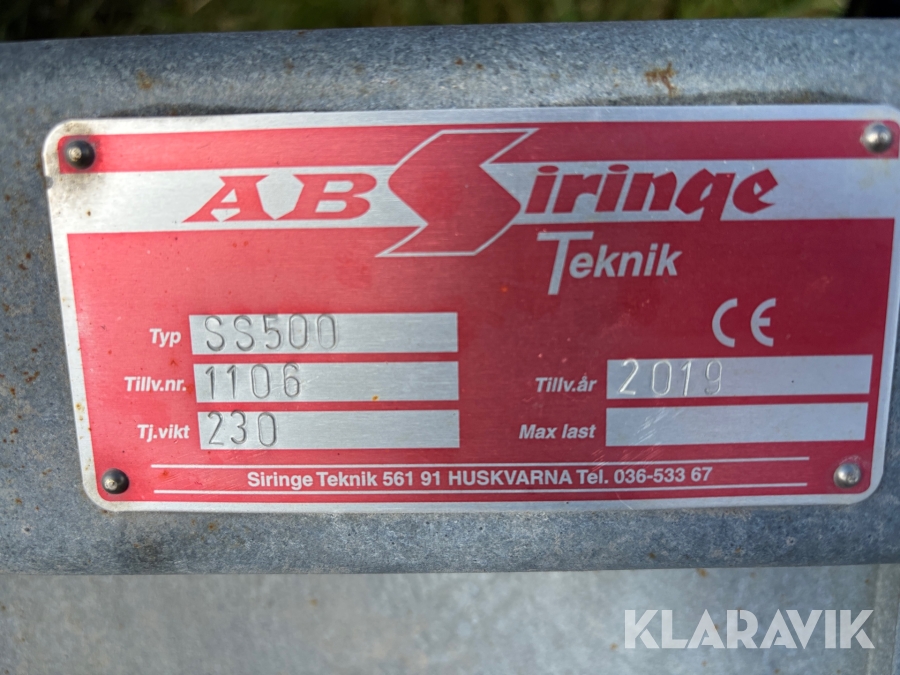 AB Siringe
Teknik
Typ SS500
CE
Tillv.nr. 1106
Tillv.år 2019
Tj.vikt 230
Max last
Siringe Teknik 561 91 HUSKVARNA Tel. 036-533 67
KLARAVIK